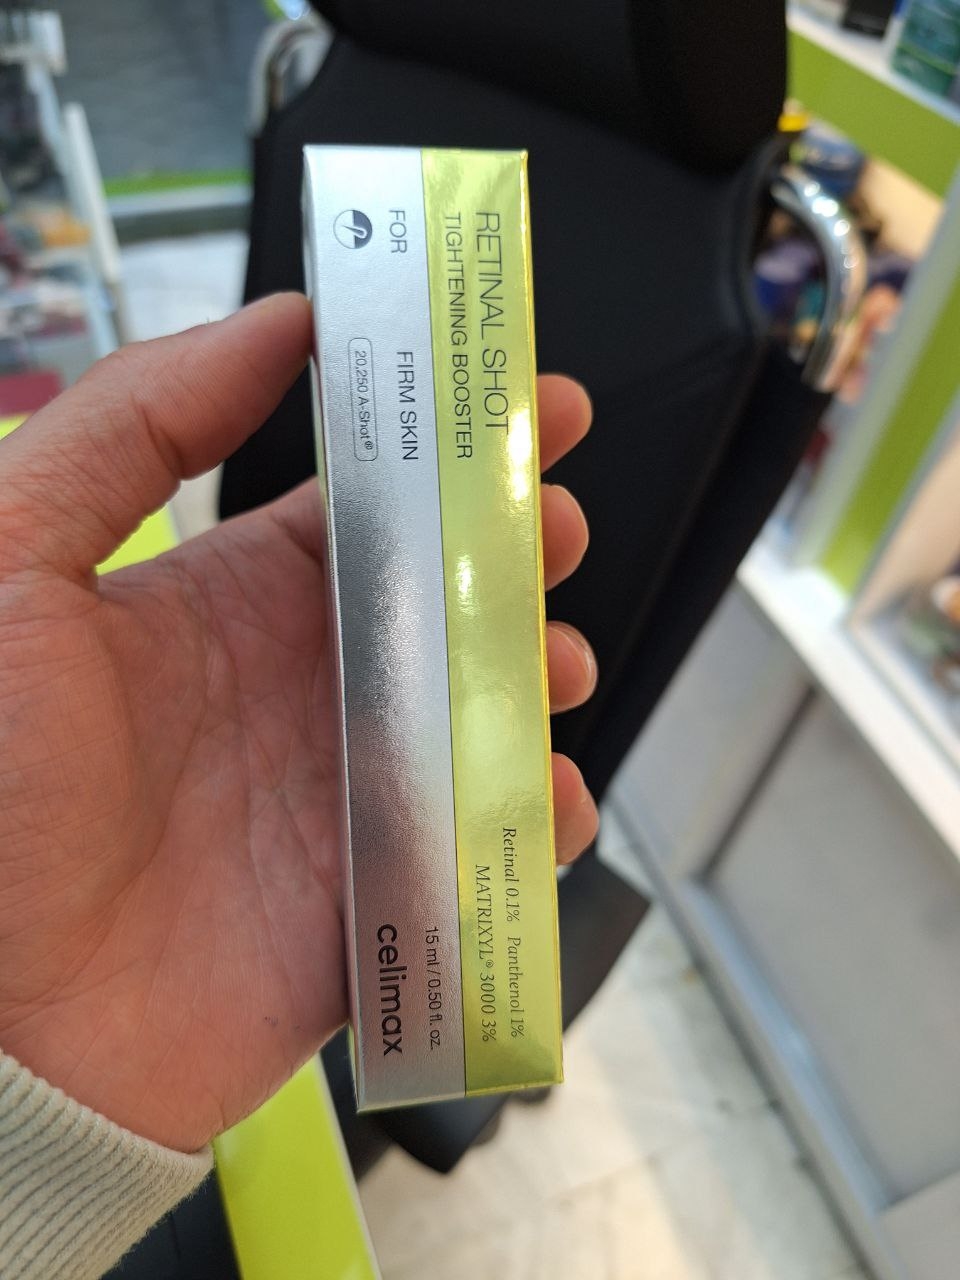 RETINAL SHOT
TIGHTENING BOOSTER
FOR
FIRM SKIN
20,250 A-Shot®
Retinal 0.1% Panthenol 1%
MATRIXYL® 3000 3%
15 ml / 0.50 fl. oz.
celimax